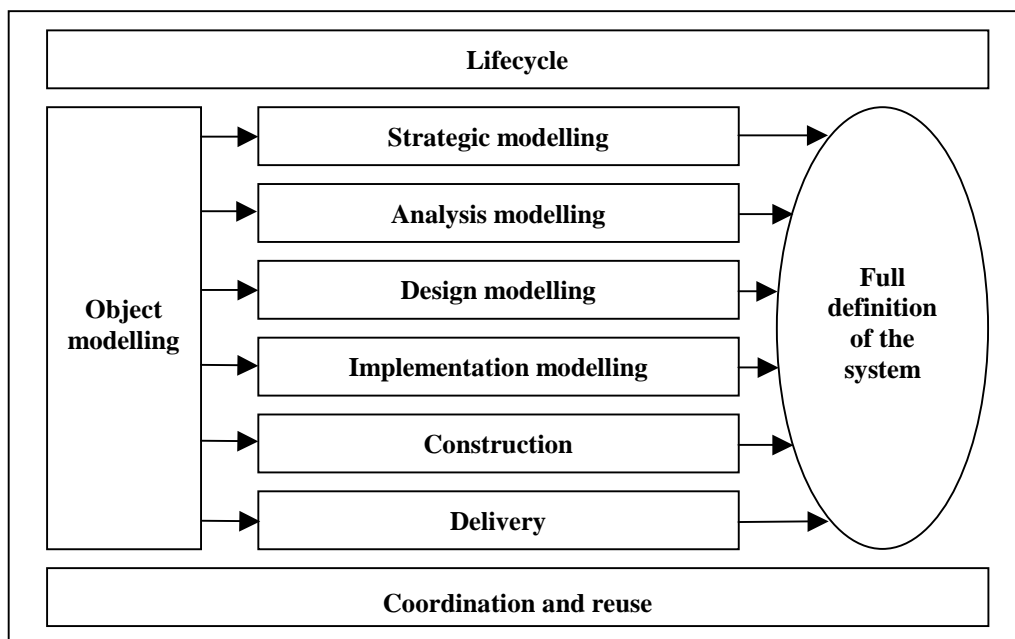 Lifecycle
Object
modelling
Strategic modelling
Analysis modelling
Design modelling
Implementation modelling
Construction
Delivery
Full
definition
of the
system
Coordination and reuse